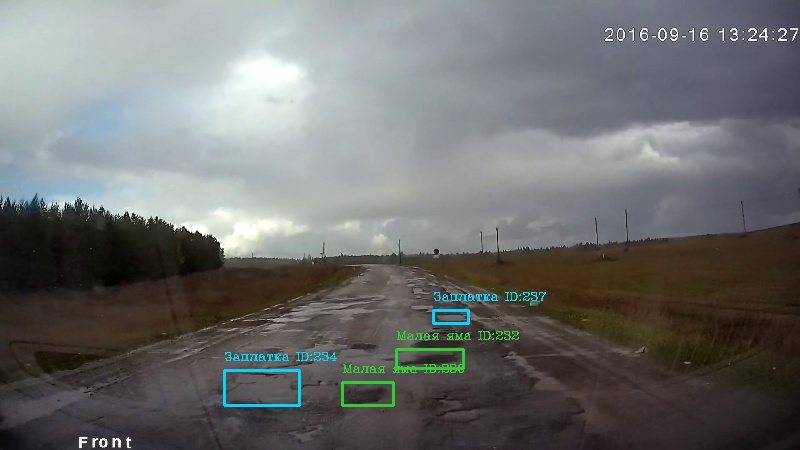 2016-09-16 13:24:27
Заплатка ID:237
Малая яма ID:232
Заплатка ID:234
Малая яма ID:
Front